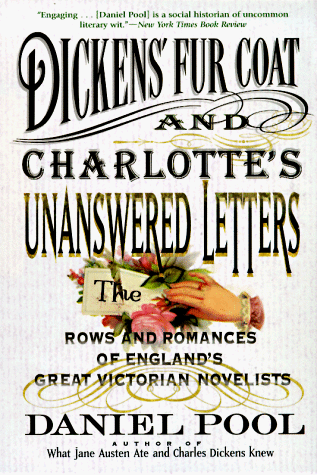 "Engaging . . . [Daniel Pool] is a social historian of uncommon
literary wit."—New York Times Book Review
DICKENS' FUR COAT
AND
CHARLOTTE'S
UNANSWERED LETTERS
The
ROWS AND ROMANCES
OF ENGLAND'S
GREAT VICTORIAN NOVELISTS
DANIEL POOL
AUTHOR OF
What Jane Austen Ate and Charles Dickens Knew